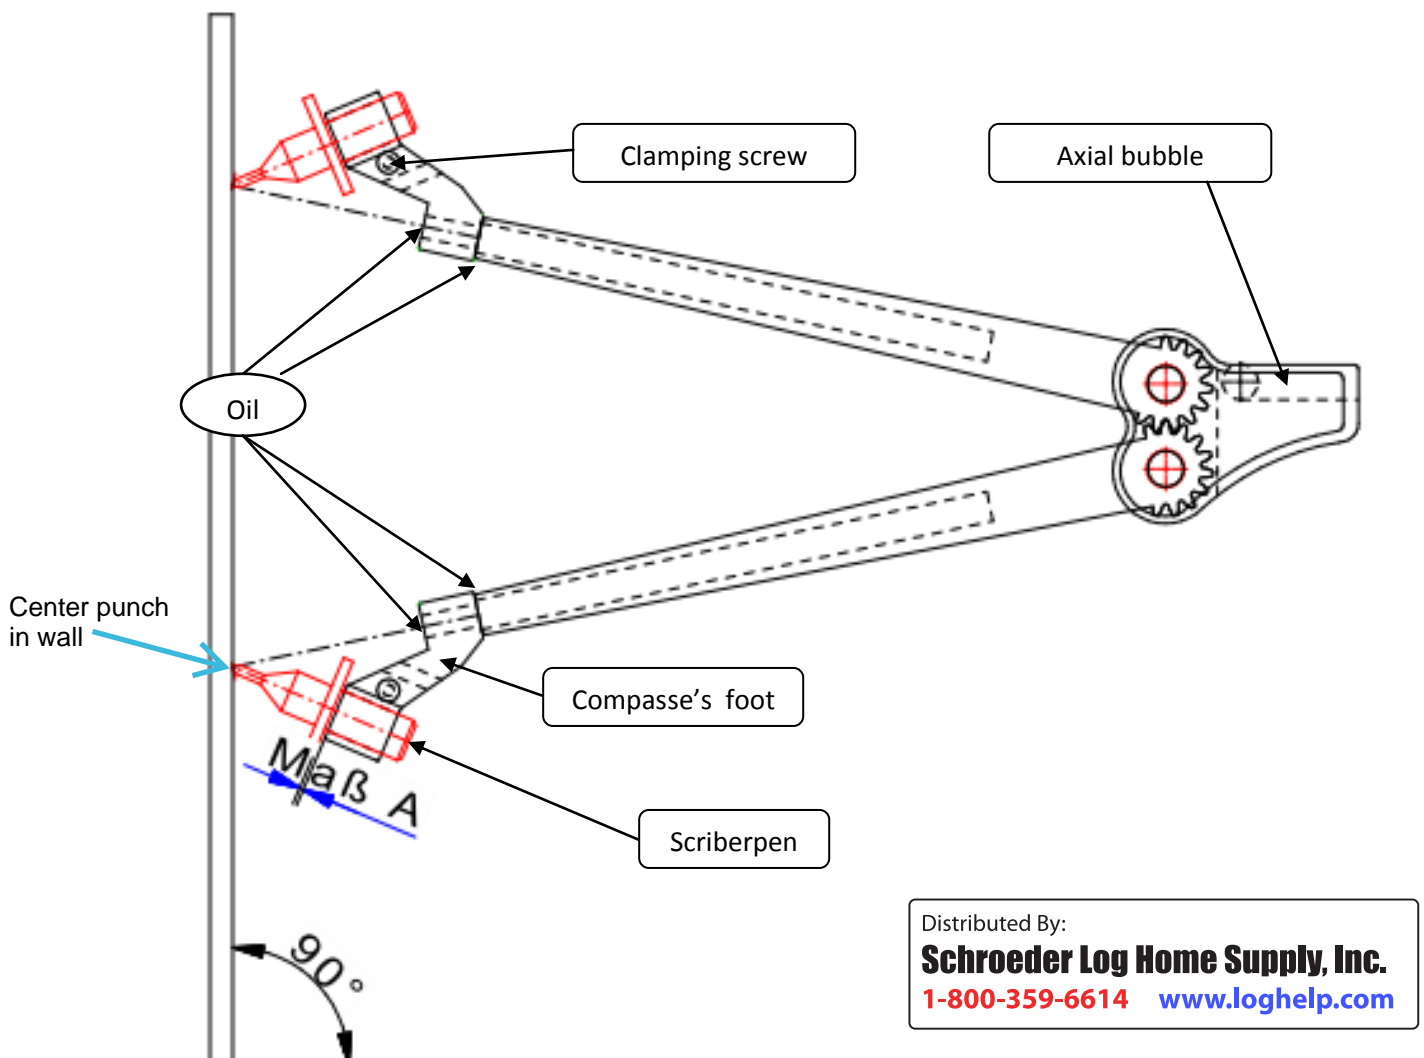 Clamping screw
Axial bubble
Oil
Center punch
in wall
Compasse's  foot
Maß A
Scriberpen
90°
Distributed By:
Schroeder Log Home Supply, Inc.
1-800-359-6614 www.loghelp.com